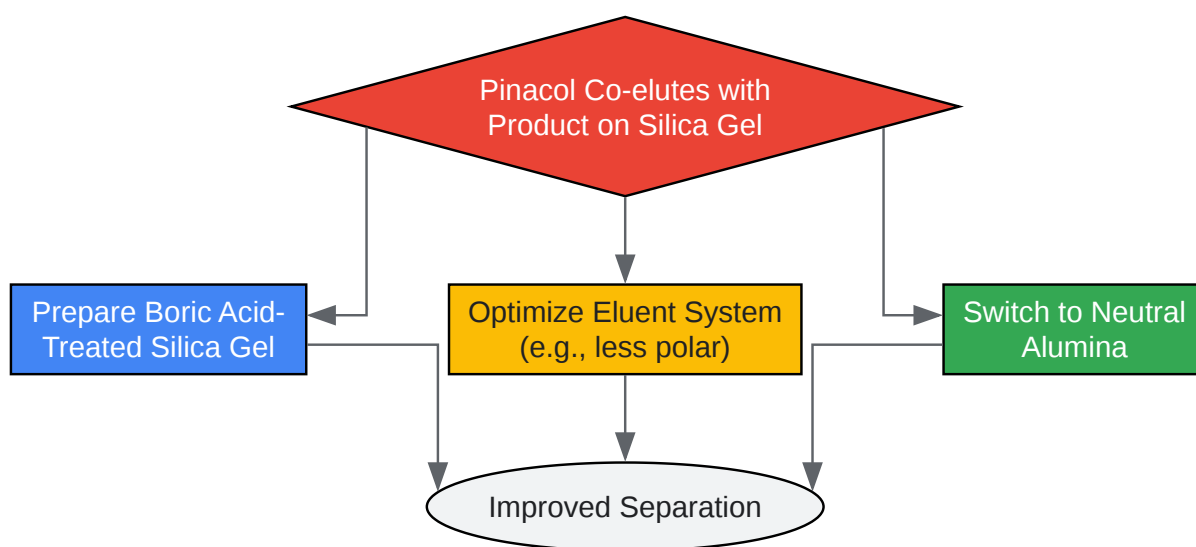 Pinacol Co-elutes with
Product on Silica Gel
Prepare Boric Acid-
Treated Silica Gel
Optimize Eluent System
(e.g., less polar)
Switch to Neutral
Alumina
Improved Separation